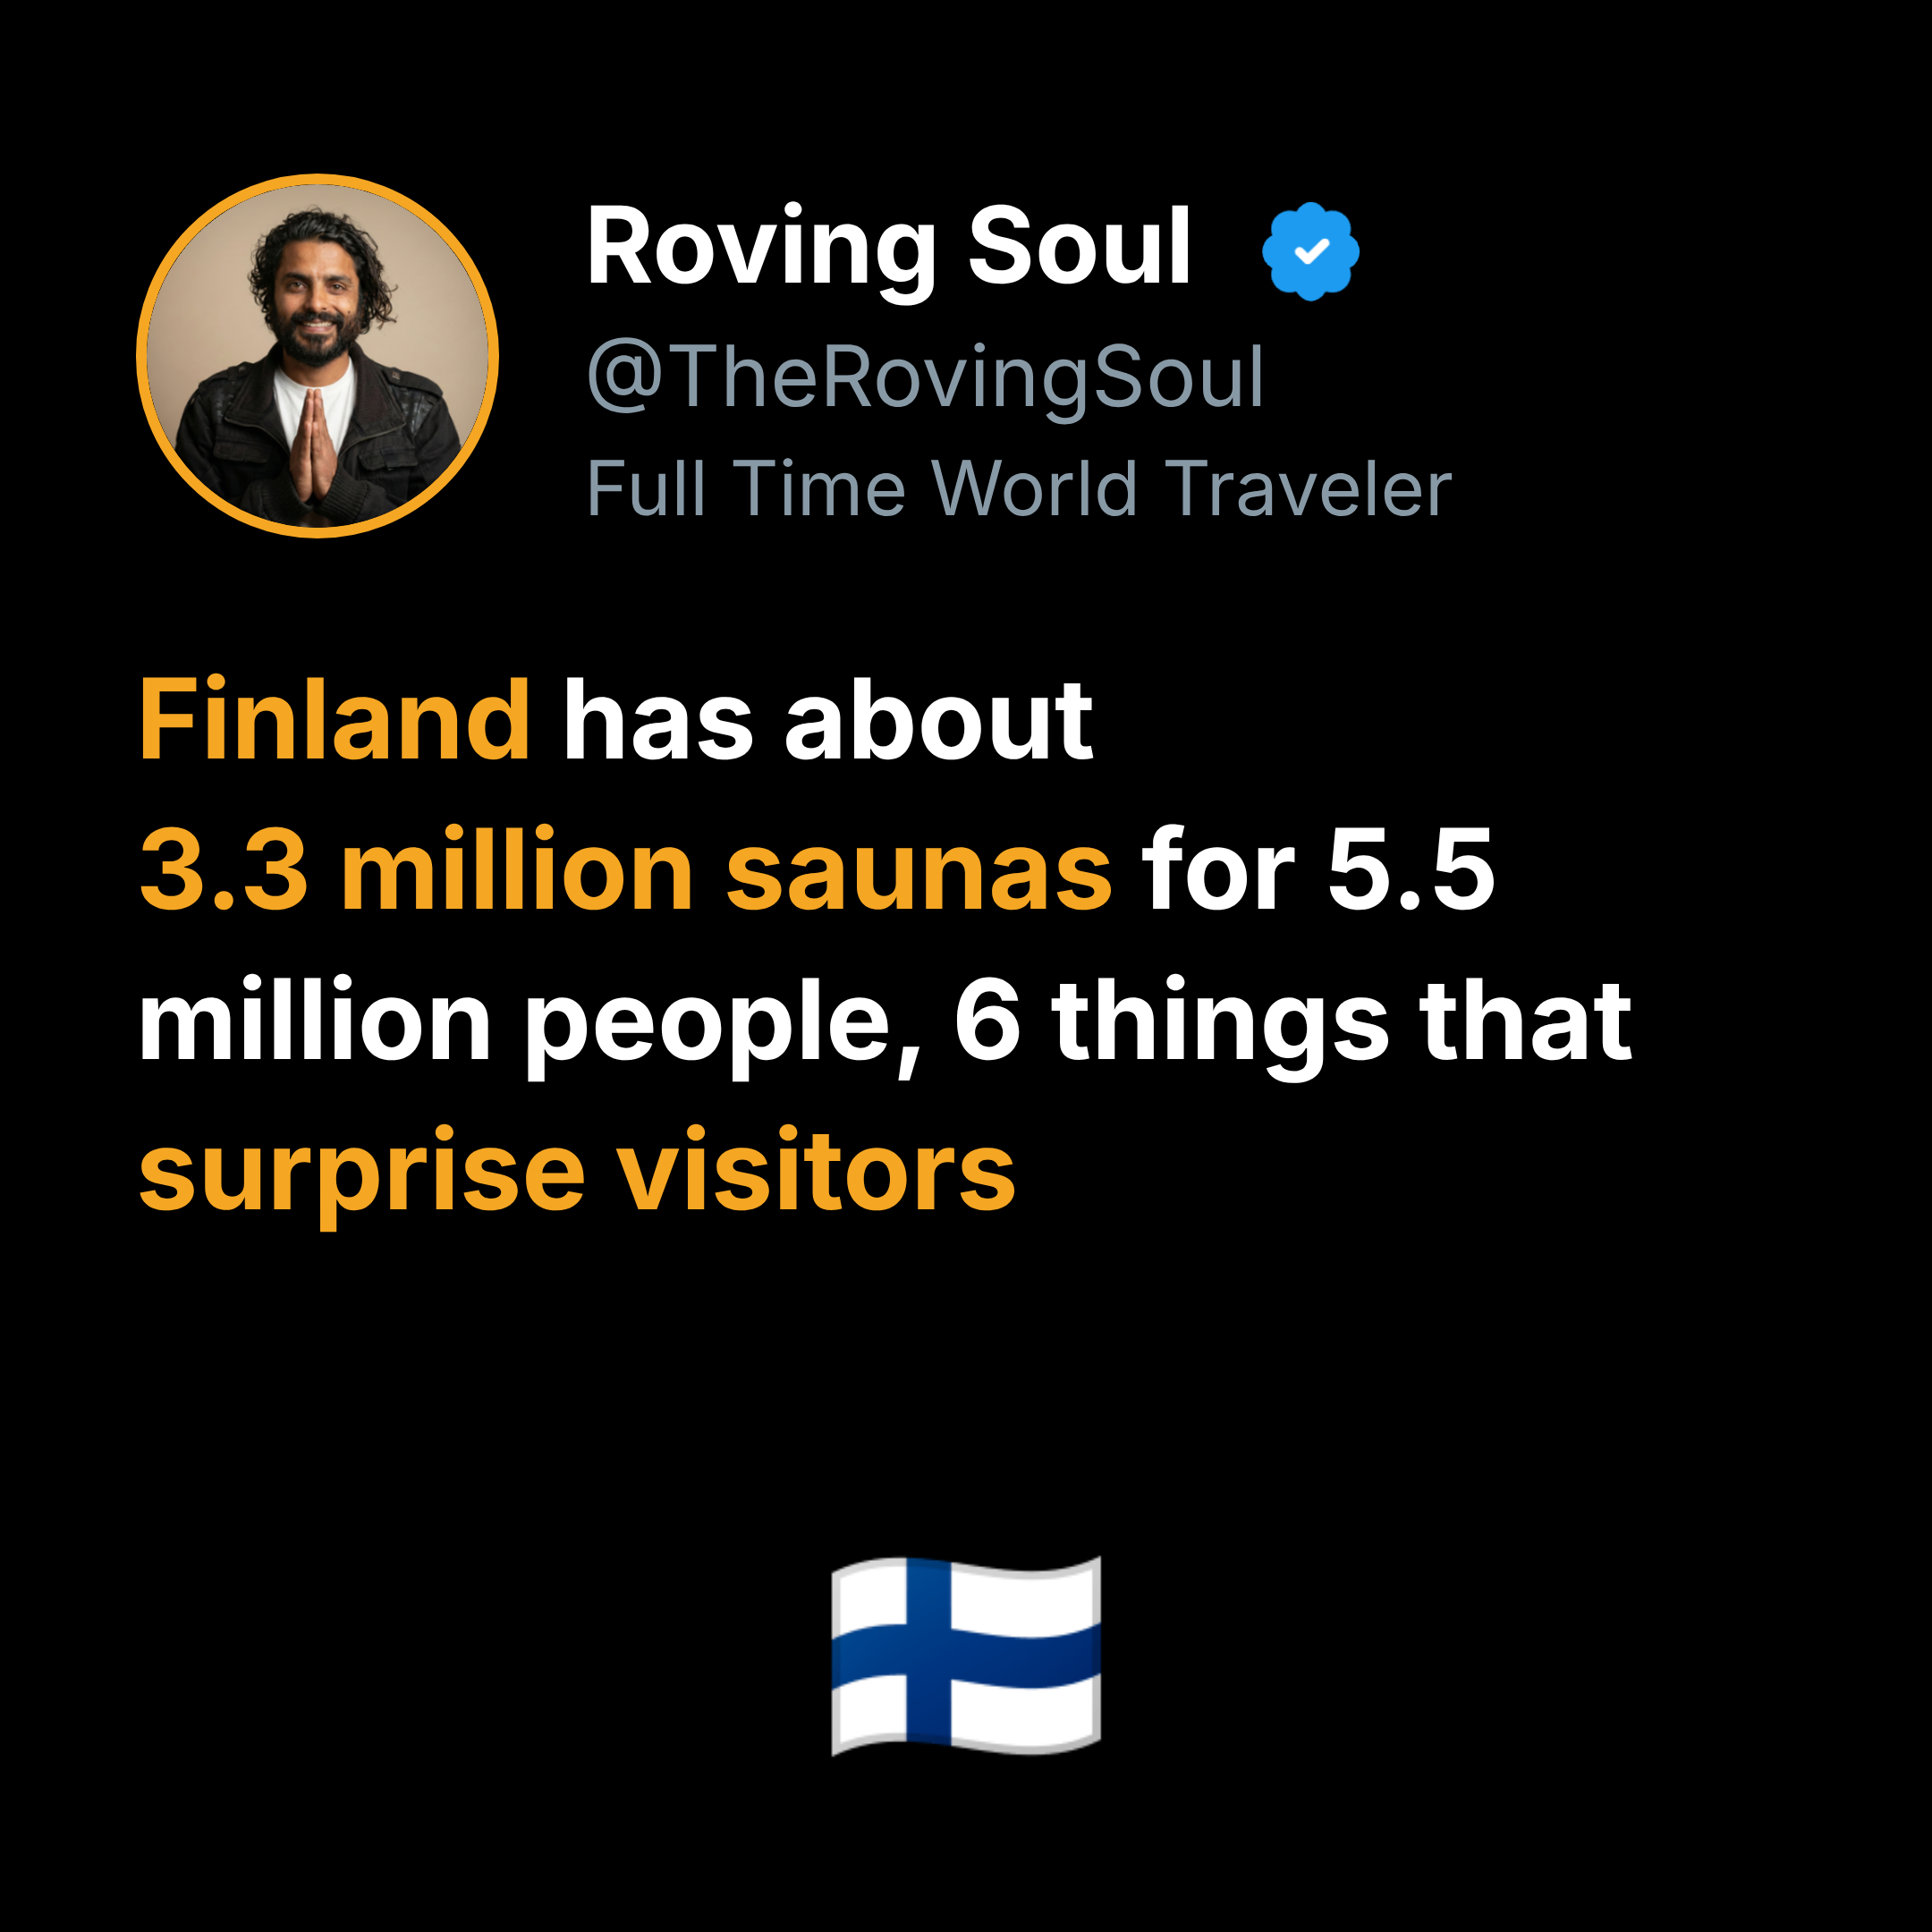 Roving Soul
@TheRovingSoul
Full Time World Traveler
Finland has about
3.3 million saunas for 5.5
million people, 6 things that
surprise visitors